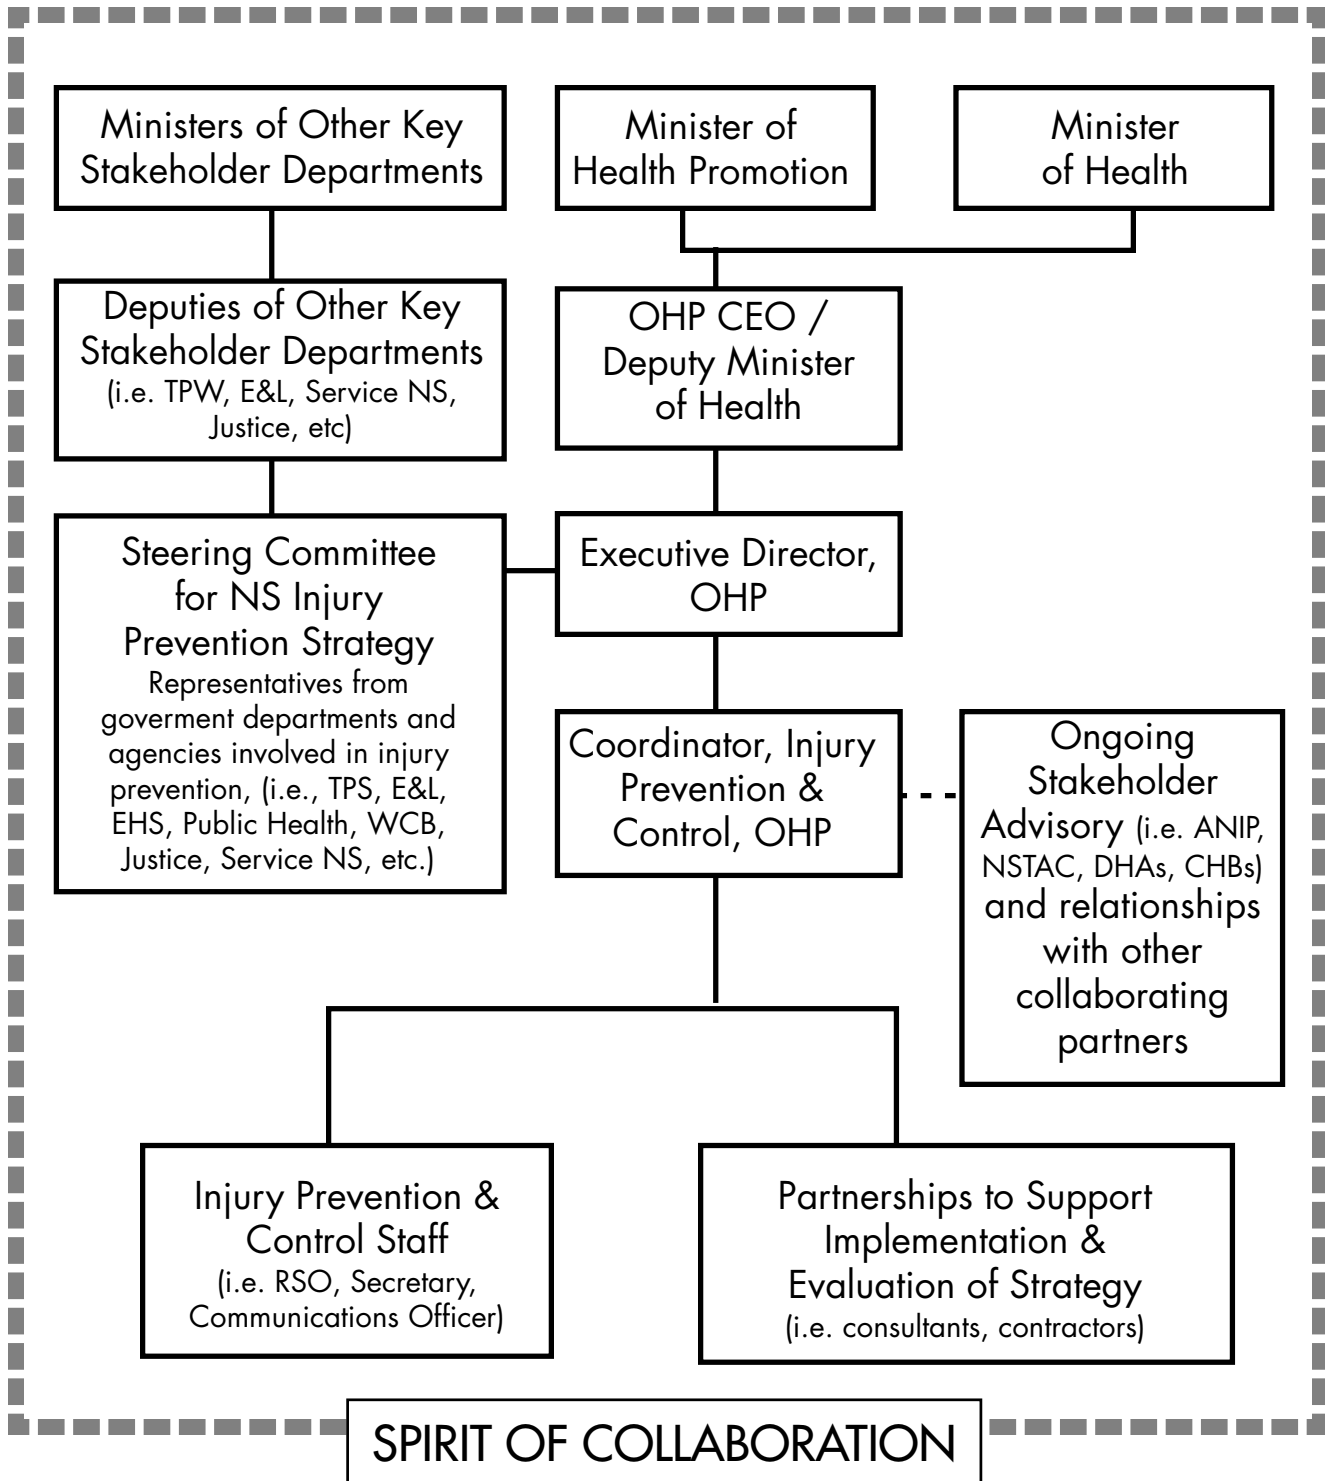 Ministers of Other Key
Stakeholder Departments
Minister of
Health Promotion
Minister
of Health
Deputies of Other Key
Stakeholder Departments
(i.e. TPW, E&L, Service NS,
Justice, etc)
OHP CEO /
Deputy Minister
of Health
Steering Committee
for NS Injury
Prevention Strategy
Representatives from
goverment departments and
agencies involved in injury
prevention, (i.e., TPS, E&L,
EHS, Public Health, WCB,
Justice, Service NS, etc.)
Executive Director,
OHP
Coordinator, Injury
Prevention &
Control, OHP
Ongoing
Stakeholder
Advisory (i.e. ANIP,
NSTAC, DHAs, CHBs)
and relationships
with other
collaborating
partners
Injury Prevention &
Control Staff
(i.e. RSO, Secretary,
Communications Officer)
Partnerships to Support
Implementation &
Evaluation of Strategy
(i.e. consultants, contractors)
SPIRIT OF COLLABORATION